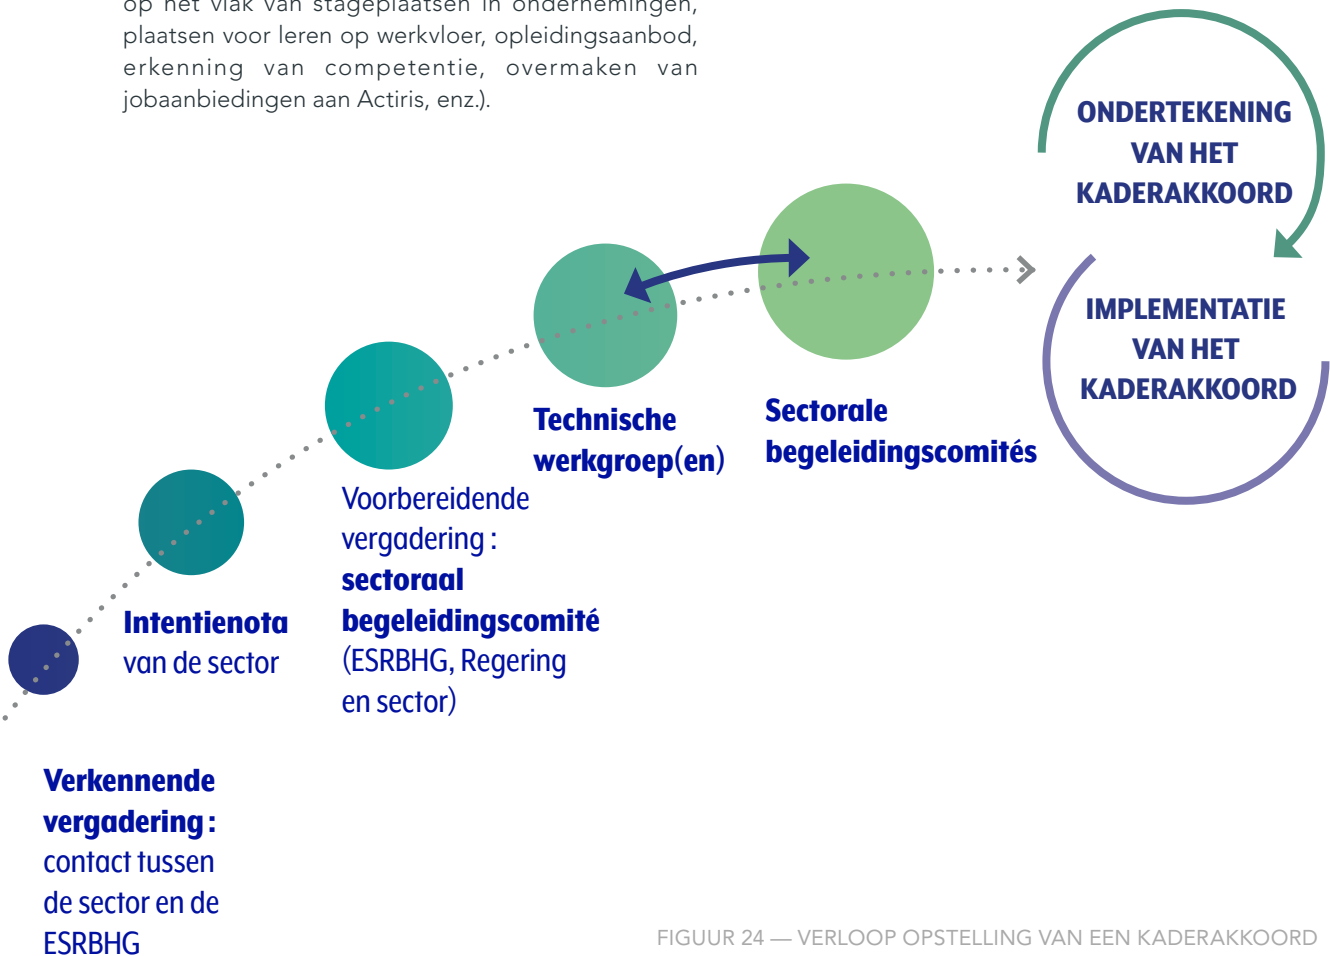 op het vlak van stageplaatsen in ondernemingen,
plaatsen voor leren op werkvloer, opleidingsaanbod,
erkenning van competentie, overmaken van
jobaanbiedingen aan Actiris, enz.).
ONDERTEKENING
VAN HET
KADERAKKOORD
IMPLEMENTATIE
VAN HET
KADERAKKOORD
Sectorale
begeleidingscomités
Technische
werkgroep(en)
Voorbereidende
vergadering :
sectoraal
begeleidingscomité
(ESRBHG, Regering
en sector)
Intentienota
van de sector
Verkennende
vergadering :
contact tussen
de sector en de
ESRBHG
FIGUUR 24 — VERLOOP OPSTELLING VAN EEN KADERAKKOORD